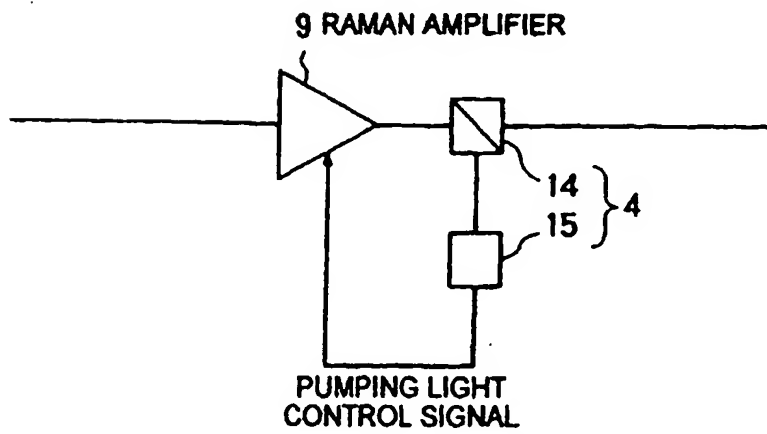 9 RAMAN AMPLIFIER
14
15
4
PUMPING LIGHT
CONTROL SIGNAL